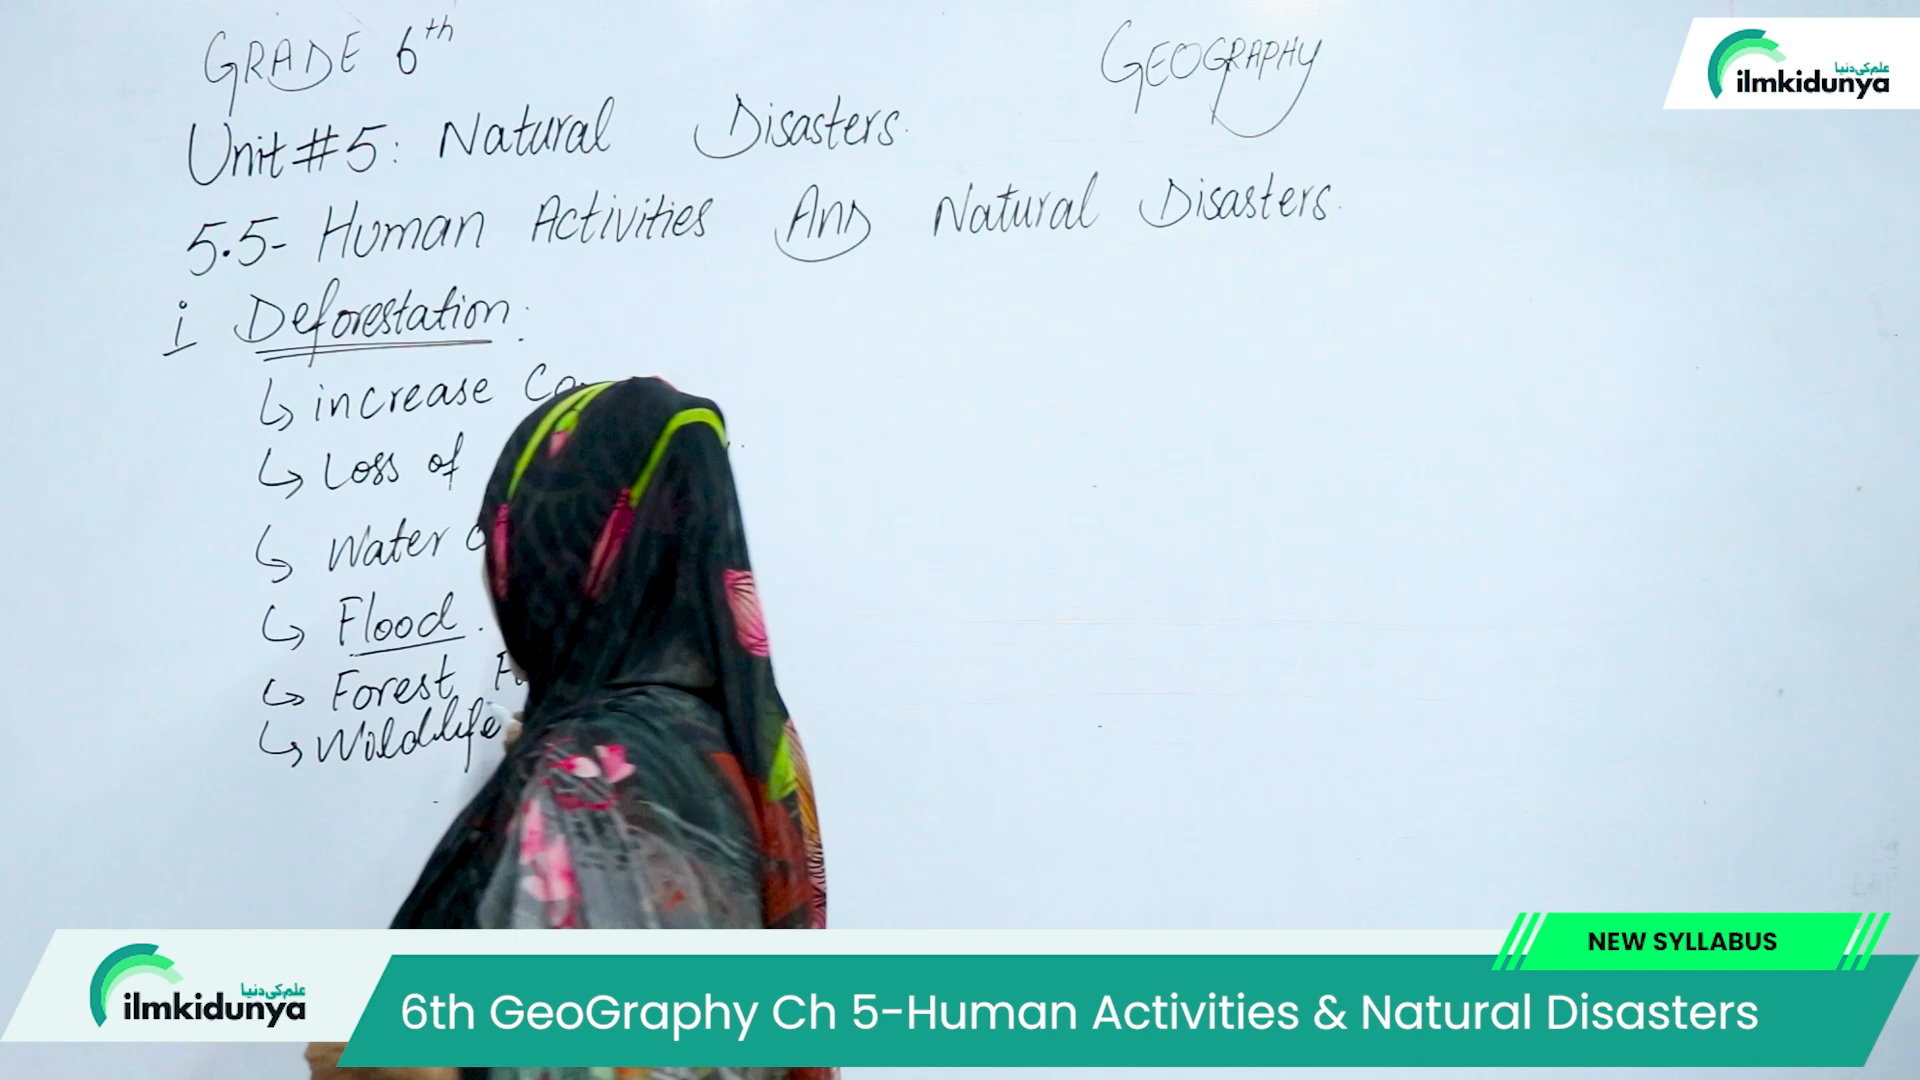 GRADE 6th
GEOGRAPHY
علم کی دنیا
ilmkidunya
Unit#5: Natural Disasters.
5.5- Human Activities And Natural Disasters.
i Deforestation:
↳ increase
↳ Loss of
↳ Water
↳ Flood.
↳ Forest
↳ Wildlife
NEW SYLLABUS
علم کی دنیا
ilmkidunya
6th GeoGraphy Ch 5-Human Activities & Natural Disasters